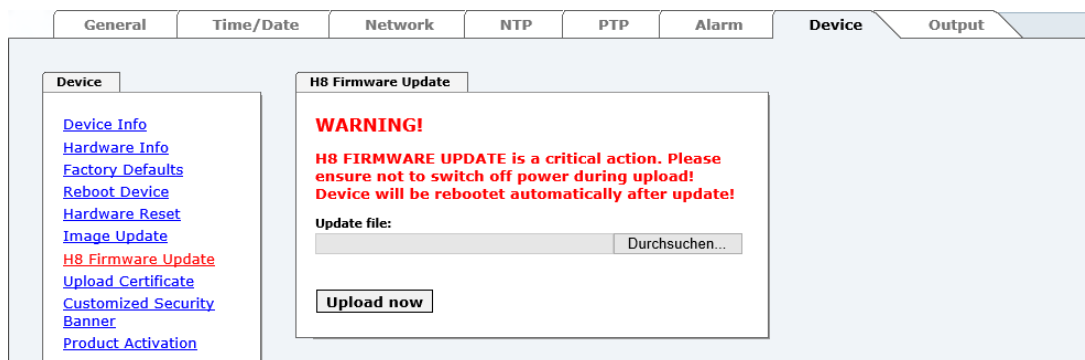 General Time/Date Network NTP PTP Alarm Device Output
Device
Device Info
Hardware Info
Factory Defaults
Reboot Device
Hardware Reset
Image Update
H8 Firmware Update
Upload Certificate
Customized Security
Banner
Product Activation
H8 Firmware Update
WARNING!
H8 FIRMWARE UPDATE is a critical action. Please
ensure not to switch off power during upload!
Device will be rebootet automatically after update!
Update file:
Durchsuchen...
Upload now